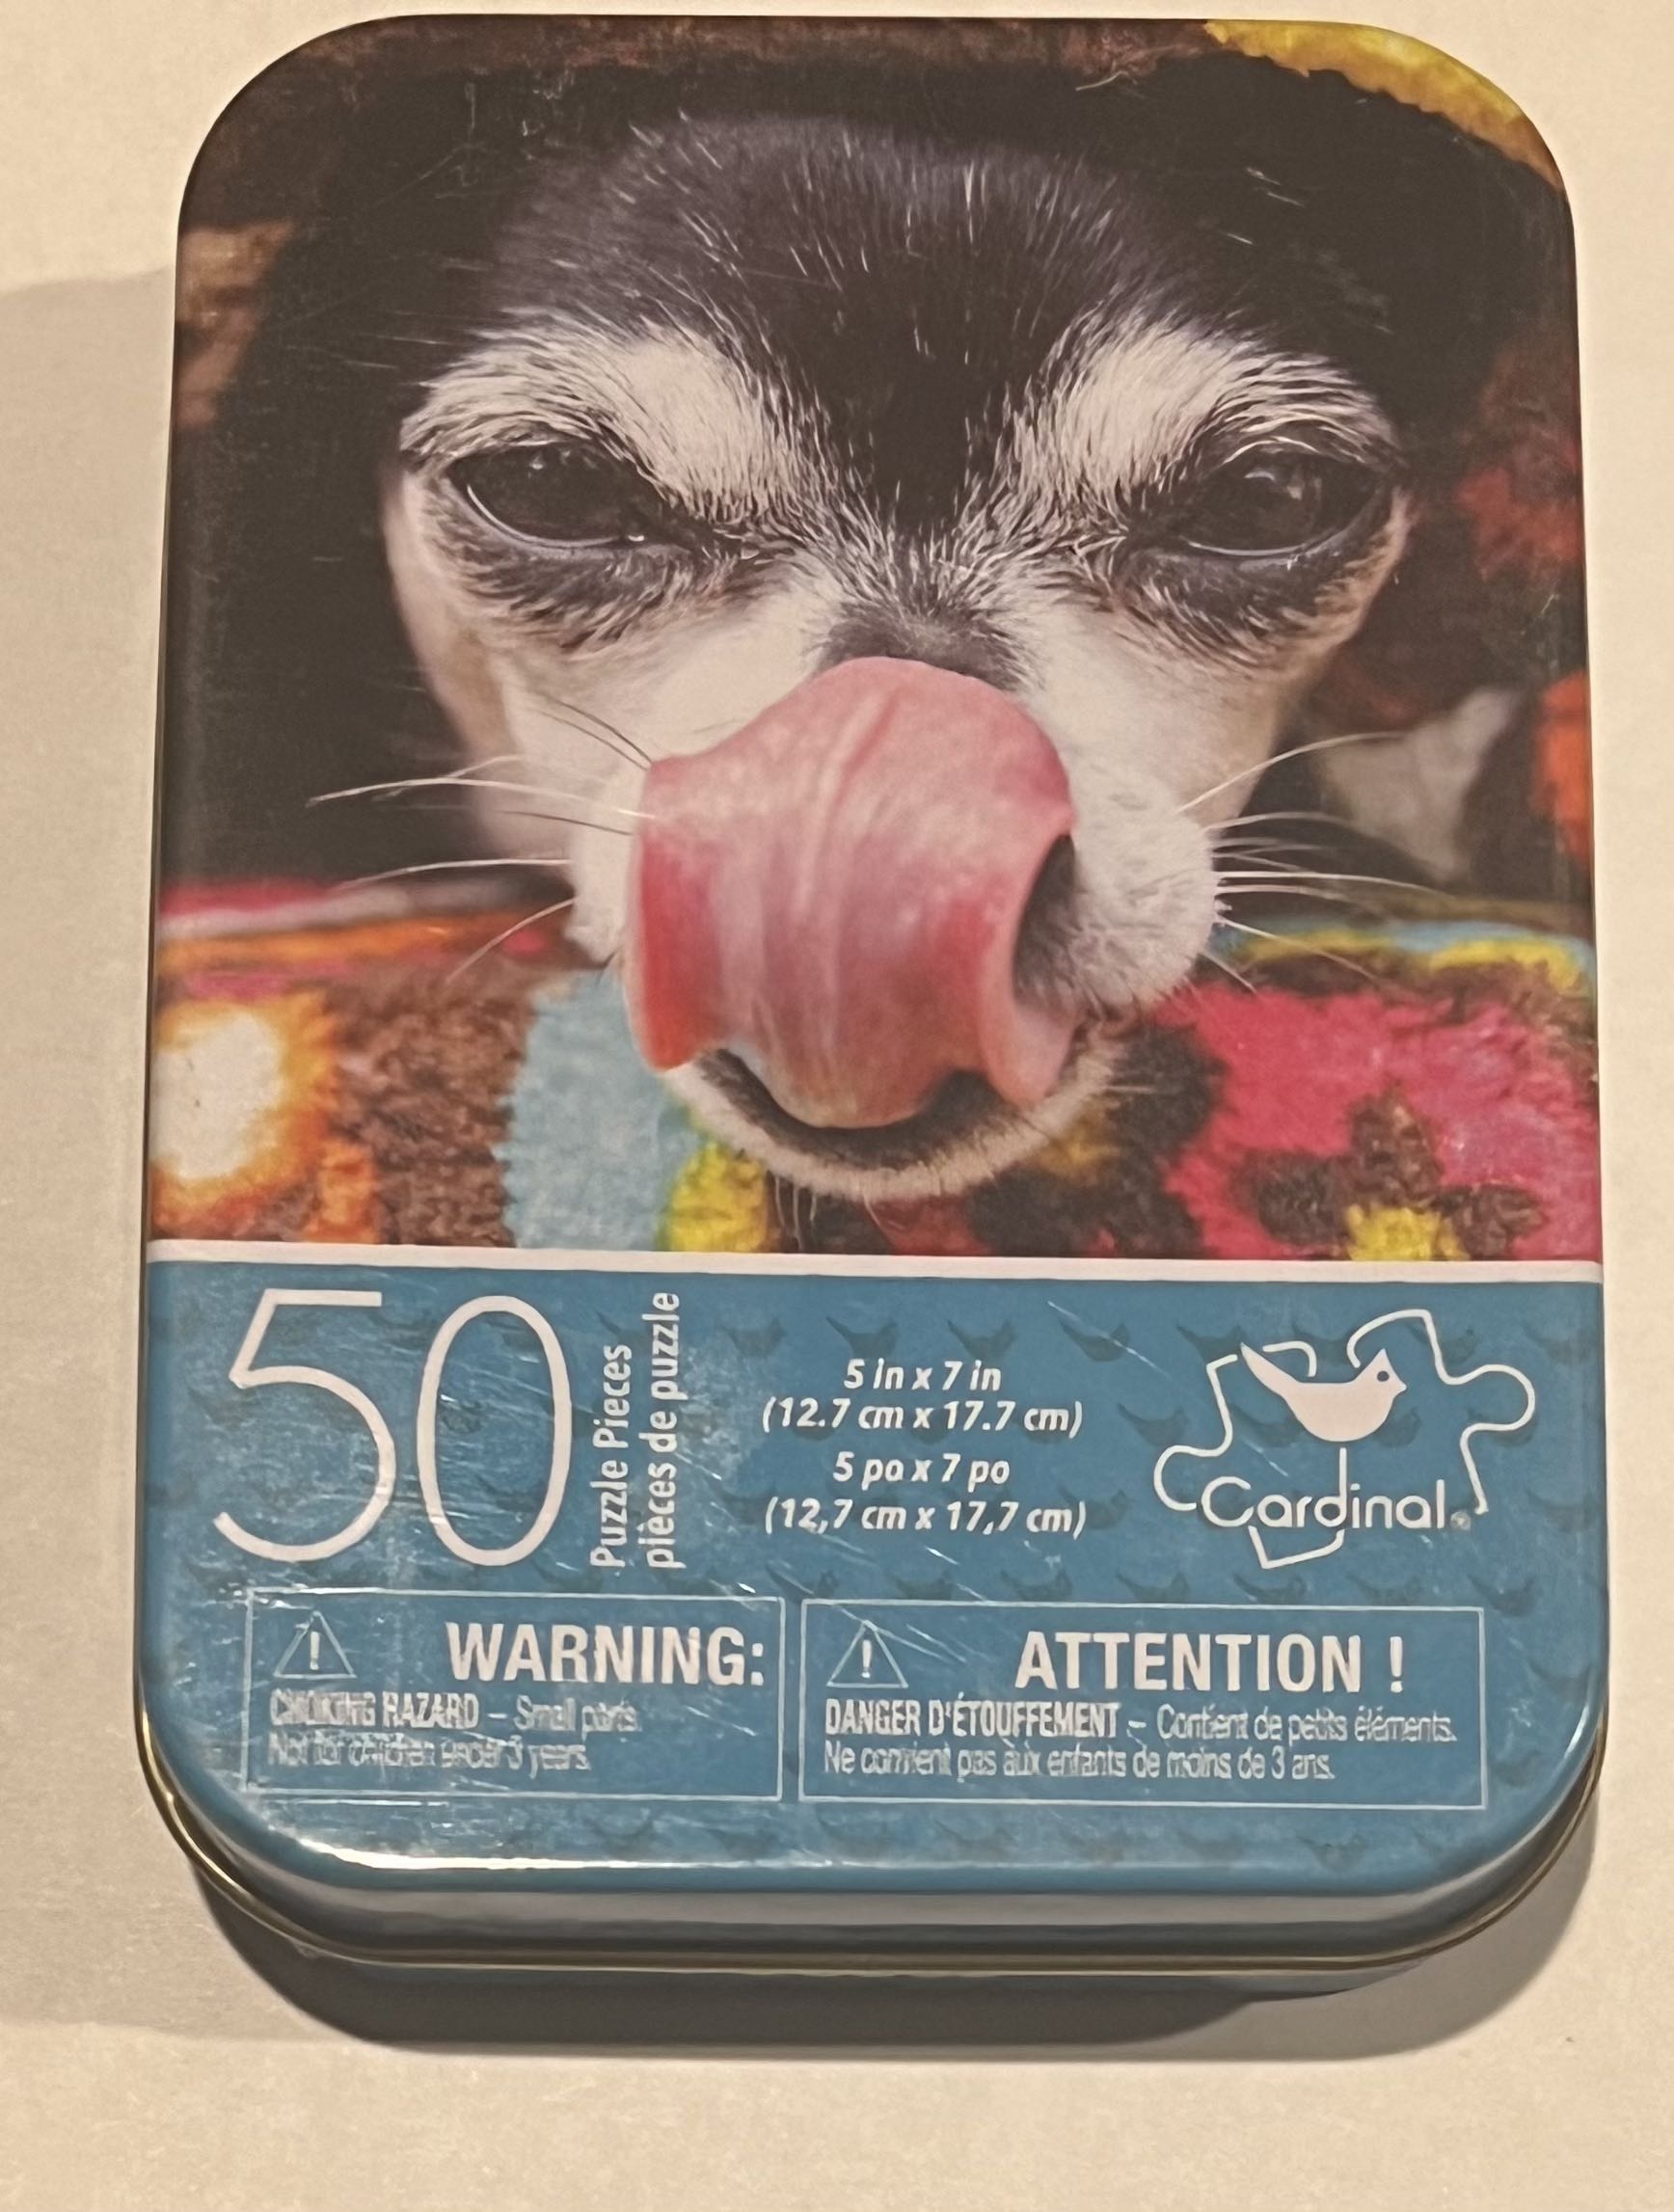 50
Puzzle Pieces
pièces de puzzle
5 in x 7 in
(12.7 cm x 17.7 cm)
5 po x 7 po
(12,7 cm x 17,7 cm)
Cardinal®
WARNING:
CHOKING HAZARD – Small parts.
Not for children under 3 years.
ATTENTION !
DANGER D'ÉTOUFFEMENT – Contient de petits éléments.
Ne convient pas aux enfants de moins de 3 ans.